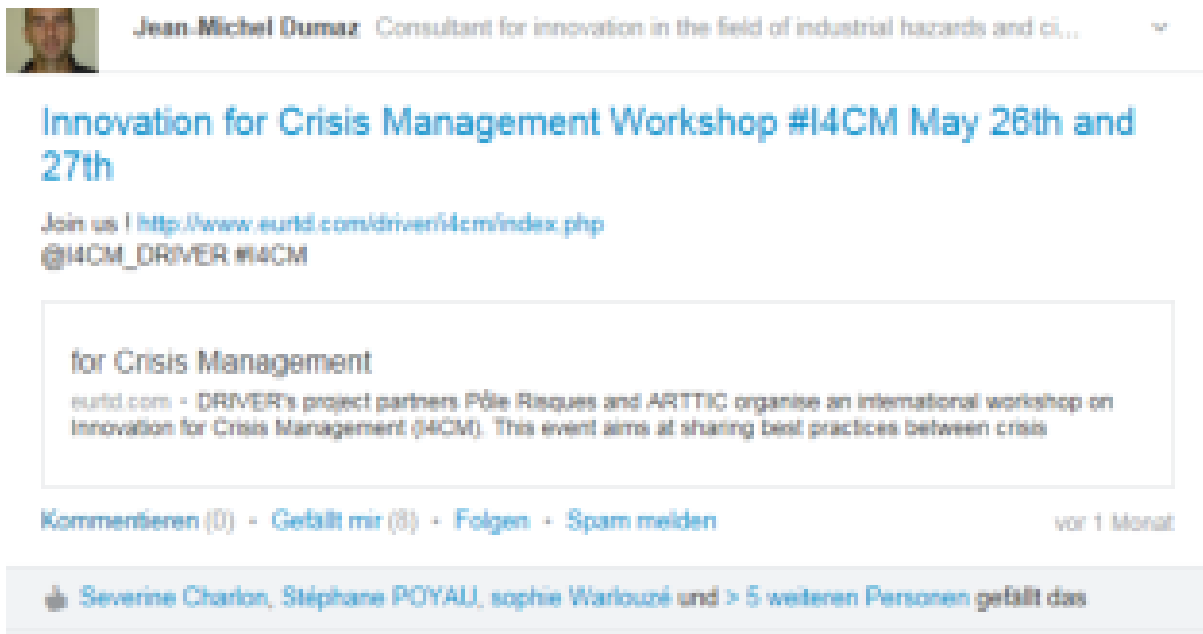 Jean-Michel Dumaz Consultant for innovation in the field of industrial hazards and ci...
Innovation for Crisis Management Workshop #I4CM May 26th and
27th
Join us ! http://www.eurtd.com/driver/i4cm/index.php
@I4CM_DRIVER #I4CM
for Crisis Management
eurtd.com • DRIVER's project partners Pôle Risques and ARTTIC organise an international workshop on
Innovation for Crisis Management (I4CM). This event aims at sharing best practices between crisis
Kommentieren (0) • Gefällt mir (8) • Folgen • Spam melden vor 1 Monat
Severine Charlon, Stéphane POYAU, sophie Warlouzé und > 5 weiteren Personen gefällt das